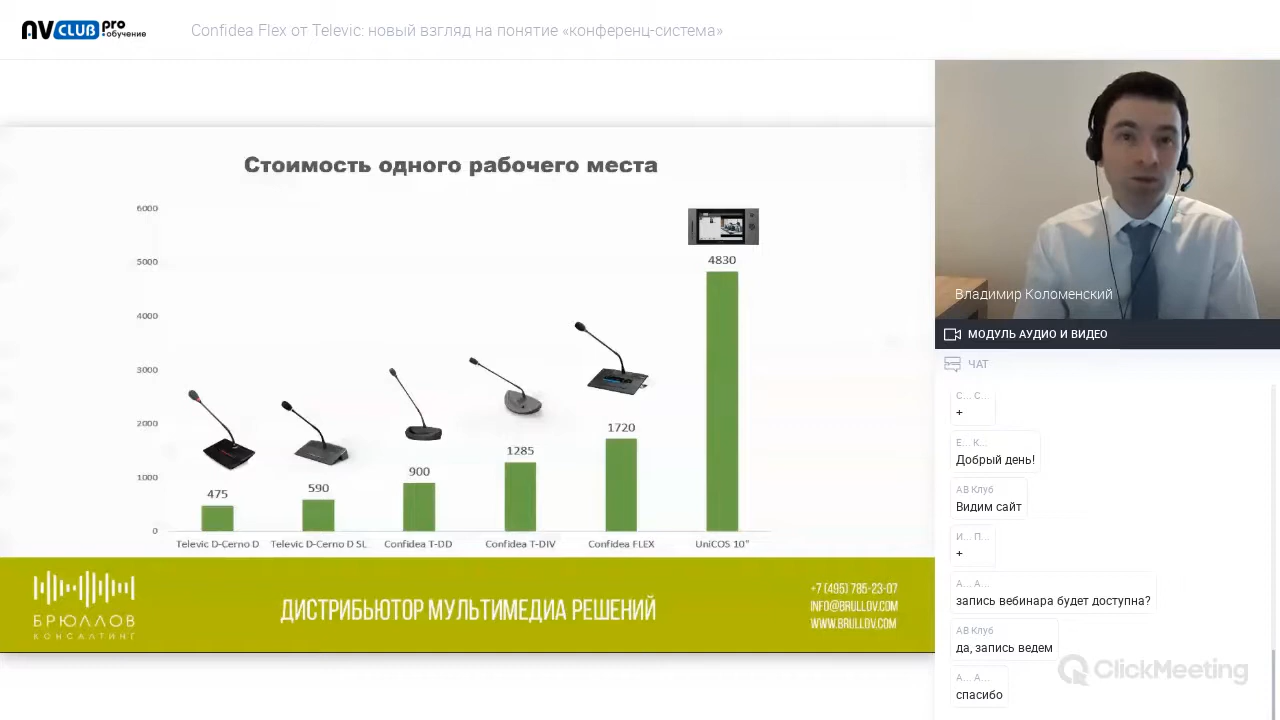 AVCLUBpro
.обучение
Confidea Flex от Televic: новый взгляд на понятие «конференц-система»
Стоимость одного рабочего места
6000
5000
4000
3000
2000
1000
0
475
590
900
1285
1720
4830
Televic D-Cerno D
Televic D-Cerno D SL
Confidea T-DD
Confidea T-DIV
Confidea FLEX
UniCOS 10"
БРЮЛЛОВ
КОНСАЛТИНГ
ДИСТРИБЬЮТОР МУЛЬТИМЕДИА РЕШЕНИЙ
+7 (495) 785-23-07
INFO@BRULLOV.COM
WWW.BRULLOV.COM
Владимир Коломенский
МОДУЛЬ АУДИО И ВИДЕО
ЧАТ
С... С...
+
Е... К...
Добрый день!
АВ Клуб
Видим сайт
И... П...
+
А... А...
запись вебинара будет доступна?
АВ Клуб
да, запись ведем
А... А...
спасибо
ClickMeeting